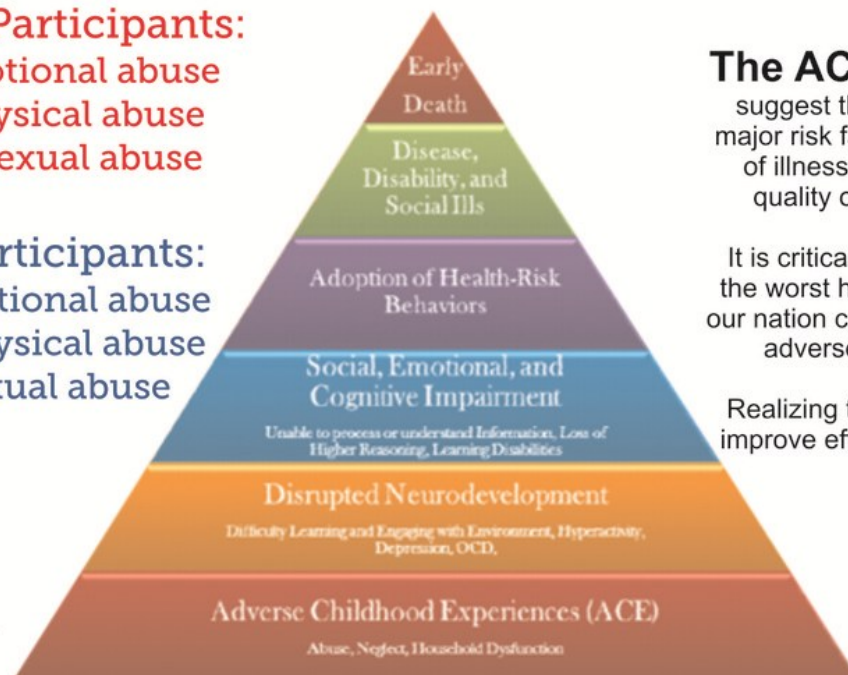 Participants:
otional abuse
ysical abuse
exual abuse
rticipants:
tional abuse
ysical abuse
tual abuse
Early
Death
Disease,
Disability, and
Social Ills
Adoption of Health-Risk
Behaviors
Social, Emotional, and
Cognitive Impairment
Unable to process or understand Information, Loss of
Higher Reasoning, Learning Disabilities
Disrupted Neurodevelopment
Difficulty Learning and Engaging with Environment, Hyperactivity,
Depression, OCD,
Adverse Childhood Experiences (ACE)
Abuse, Neglect, Household Dysfunction
The AC
suggest th
major risk fa
of illness
quality o
It is critica
the worst h
our nation c
adverse
Realizing f
improve ef